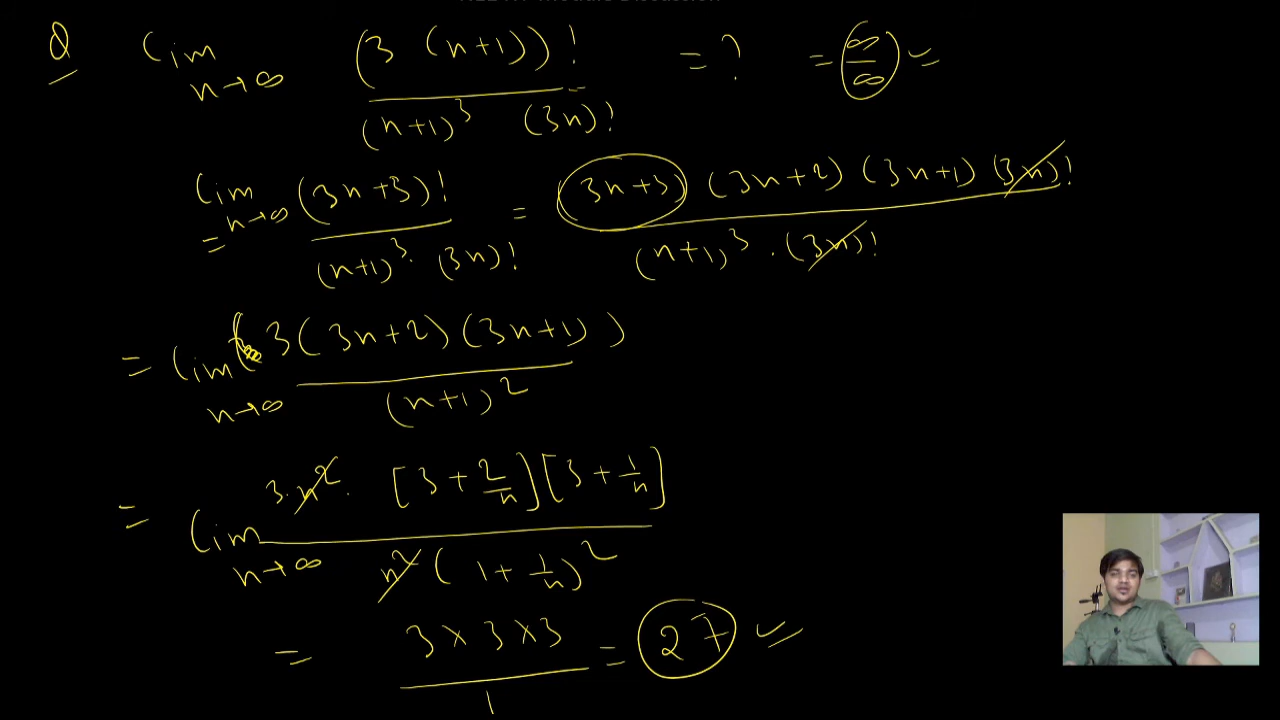 Q lim n→∞ (3 (n+1))! / (n+1)^3 (3n)! = ? = ∞/∞ ✓
= lim n→∞ (3n+3)! / (n+1)^3 · (3n)! = (3n+3) (3n+2) (3n+1) (3n)! / (n+1)^3 · (3n)!
= lim n→∞ 3 (3n+2) (3n+1) ) / (n+1)^2
= lim n→∞ 3·n^2 · [3 + 2/n] [3 + 1/n] / n^2 (1 + 1/n)^2
= 3 × 3 × 3 / 1 = 27 ✓